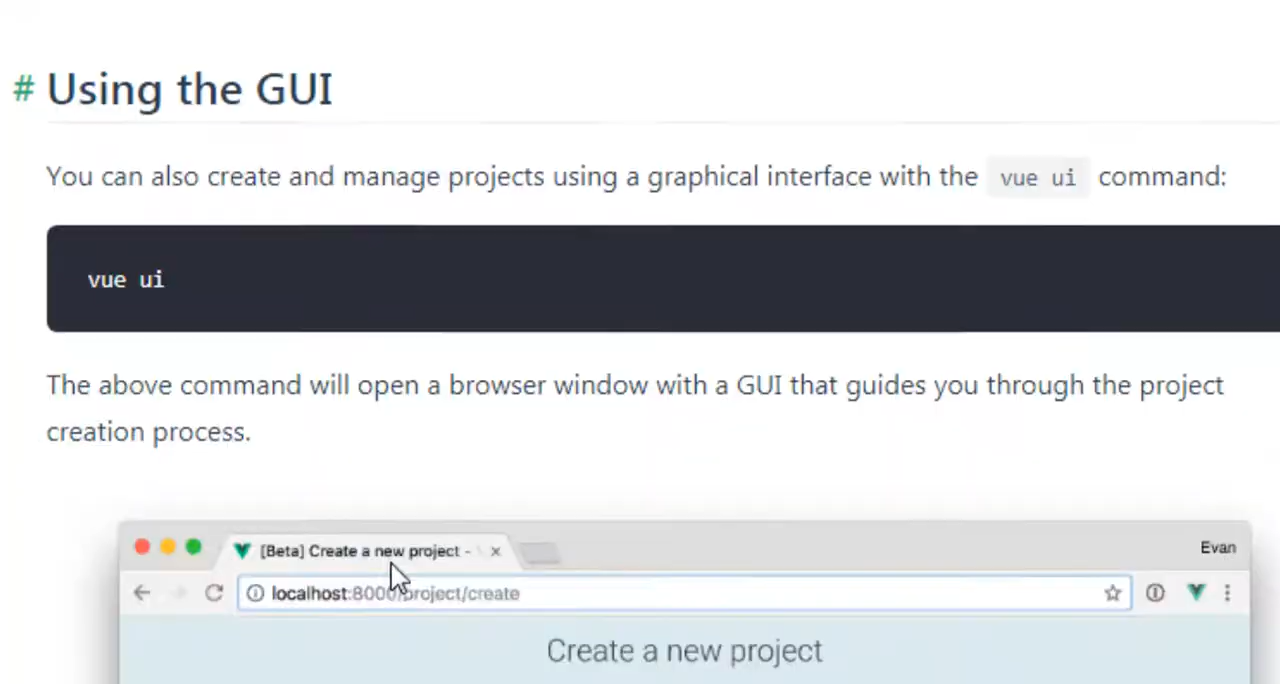 # Using the GUI
You can also create and manage projects using a graphical interface with the vue ui command:
vue ui
The above command will open a browser window with a GUI that guides you through the project
creation process.
[Beta] Create a new project -
Evan
localhost:8000/project/create
Create a new project